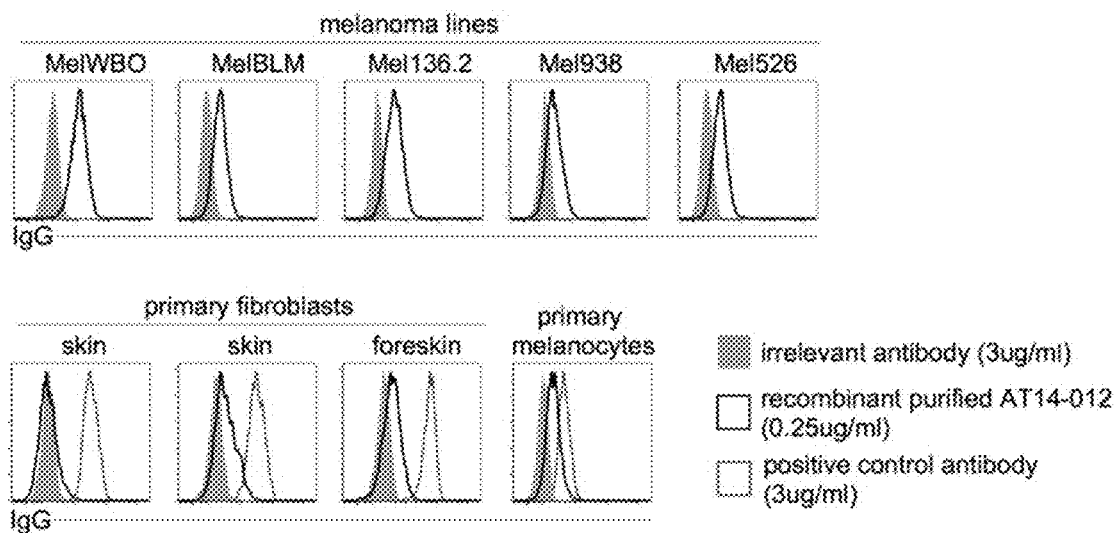 melanoma lines
MelWBO MelBLM Mel136.2 Mel938 Mel526
IgG
primary fibroblasts
skin skin foreskin
primary
melanocytes
IgG
irrelevant antibody (3ug/ml)
recombinant purified AT14-012
(0.25ug/ml)
positive control antibody
(3ug/ml)